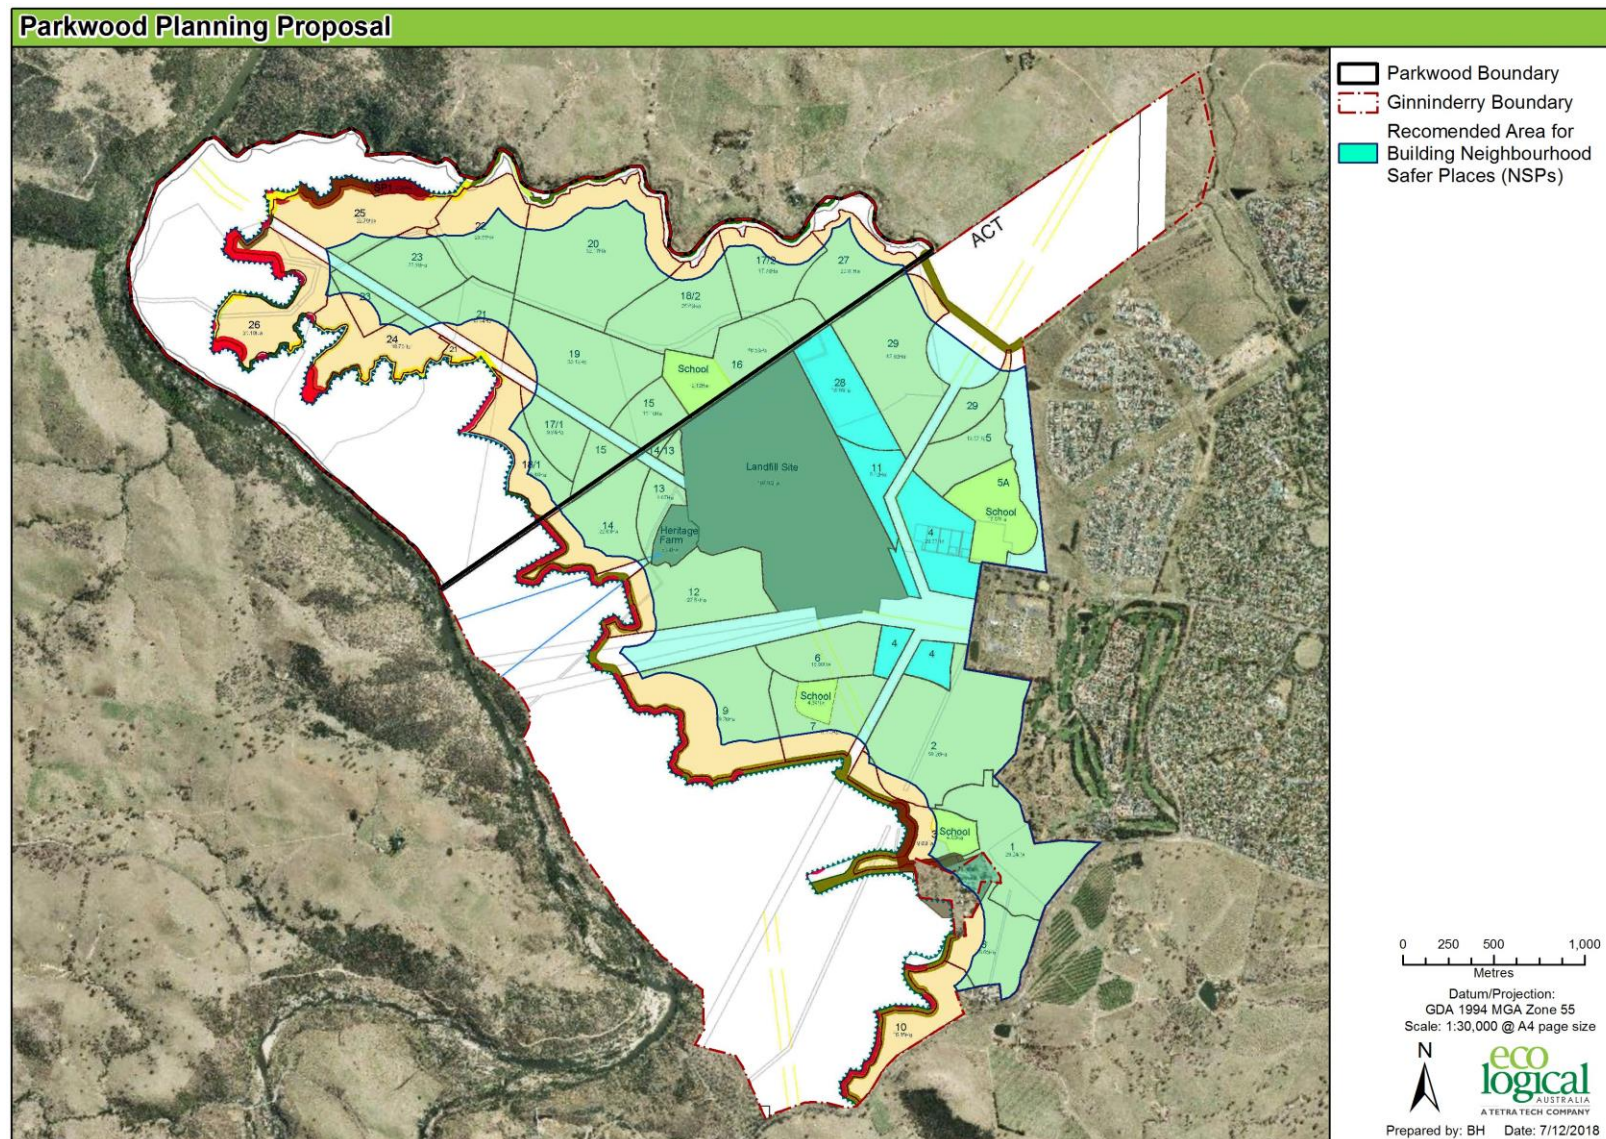 Parkwood Planning Proposal
Parkwood Boundary
Ginninderry Boundary
Recomended Area for
Building Neighbourhood
Safer Places (NSPs)
ACT
25
22
20
23
17/2
27
18/2
23
21
26
24
21
19
School
16
29
28
15
29
5
17/1
15
14
13
18/1
Landfill Site
11
5A
School
13
14
Heritage
Farm
4
12
4
4
6
School
9
7
2
3
School
1
8
10
0 250 500 1,000
Metres
Datum/Projection:
GDA 1994 MGA Zone 55
Scale: 1:30,000 @ A4 page size
N
eco
logical
AUSTRALIA
A TETRA TECH COMPANY
Prepared by: BH Date: 7/12/2018